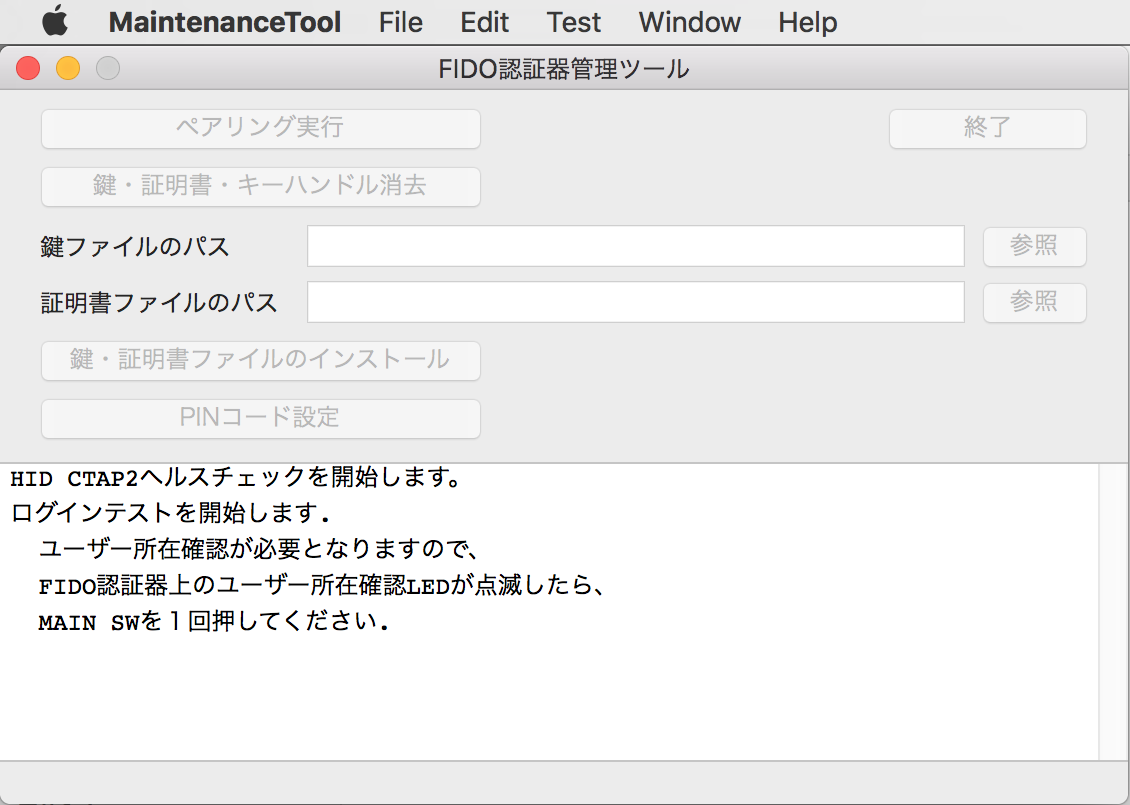 MaintenanceTool File Edit Test Window Help
FIDO認証器管理ツール
ペアリング実行 終了
鍵・証明書・キーハンドル消去
鍵ファイルのパス 参照
証明書ファイルのパス 参照
鍵・証明書ファイルのインストール
PINコード設定
HID CTAP2ヘルスチェックを開始します。
ログインテストを開始します.
ユーザー所在確認が必要となりますので、
FIDO認証器上のユーザー所在確認LEDが点滅したら、
MAIN SWを１回押してください.